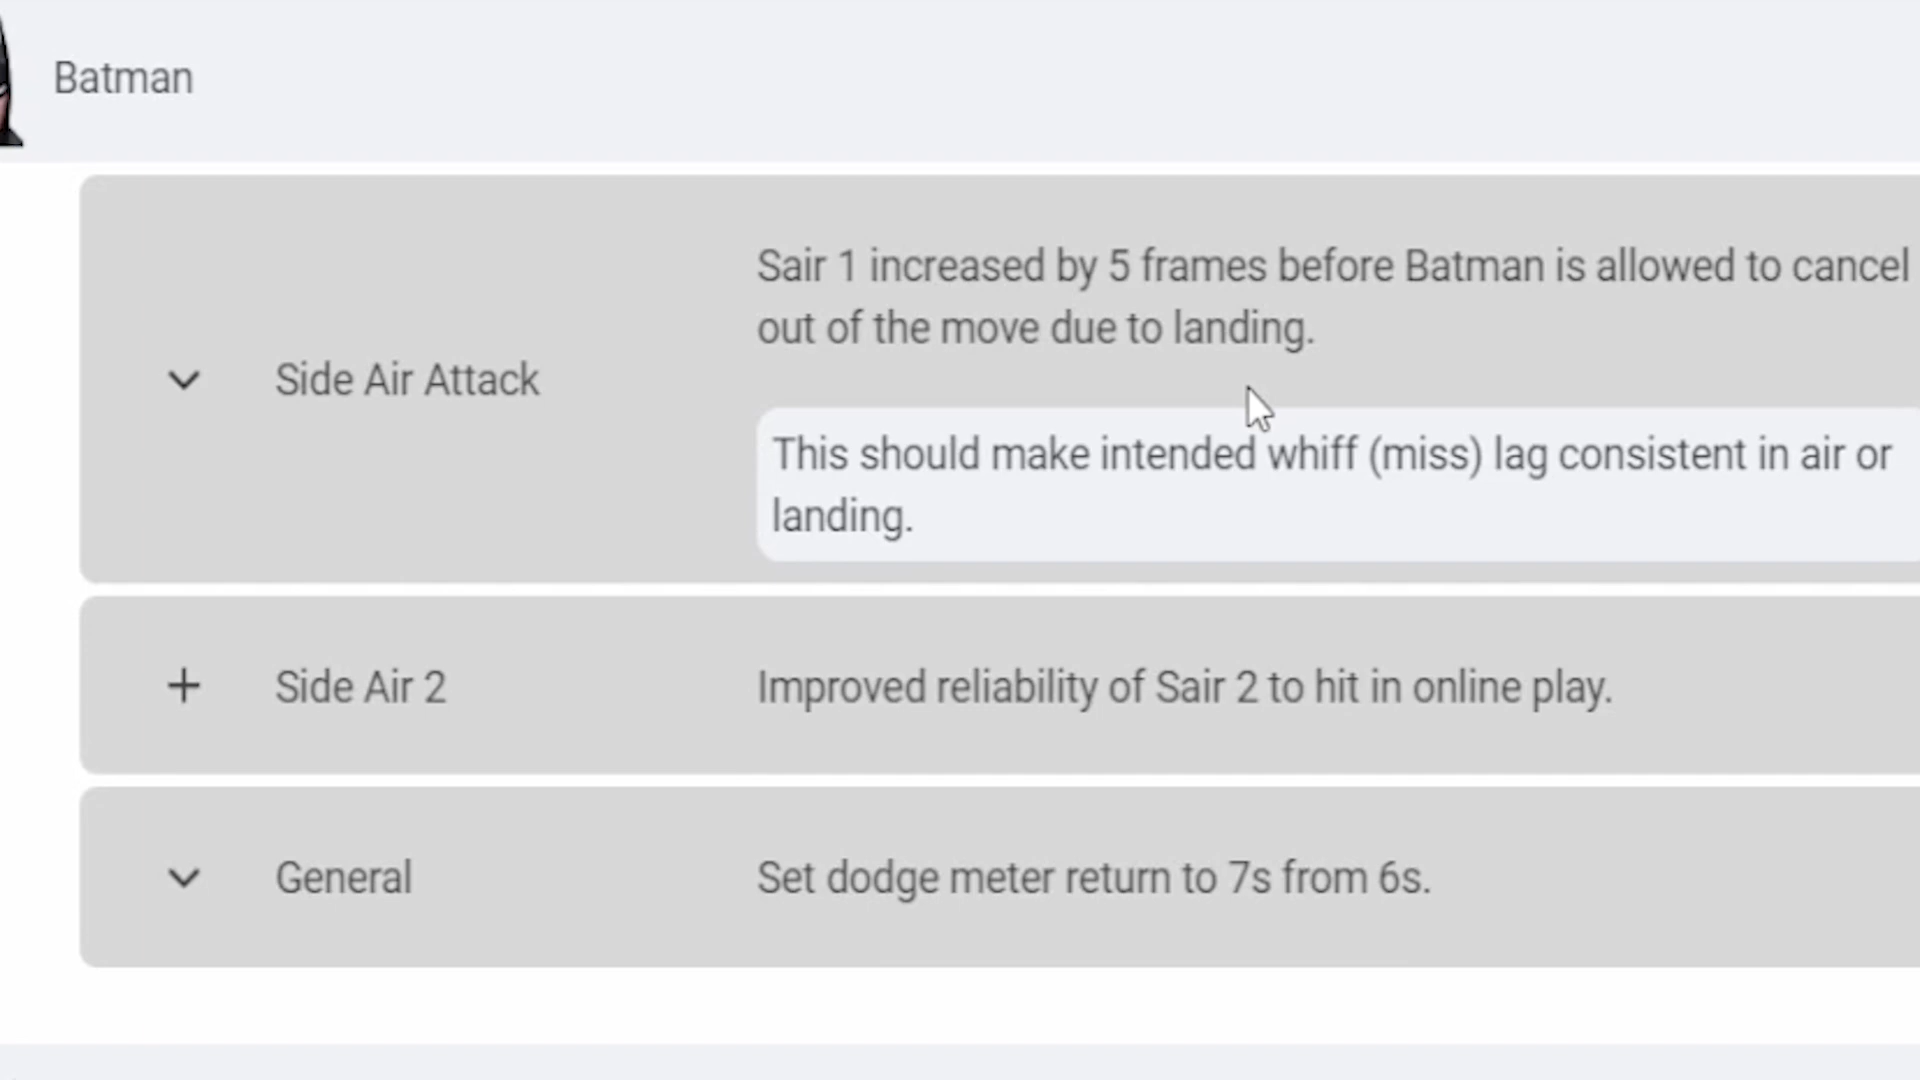 Batman
Sair 1 increased by 5 frames before Batman is allowed to cancel
out of the move due to landing.
Side Air Attack
This should make intended whiff (miss) lag consistent in air or
landing.
Side Air 2
Improved reliability of Sair 2 to hit in online play.
General
Set dodge meter return to 7s from 6s.